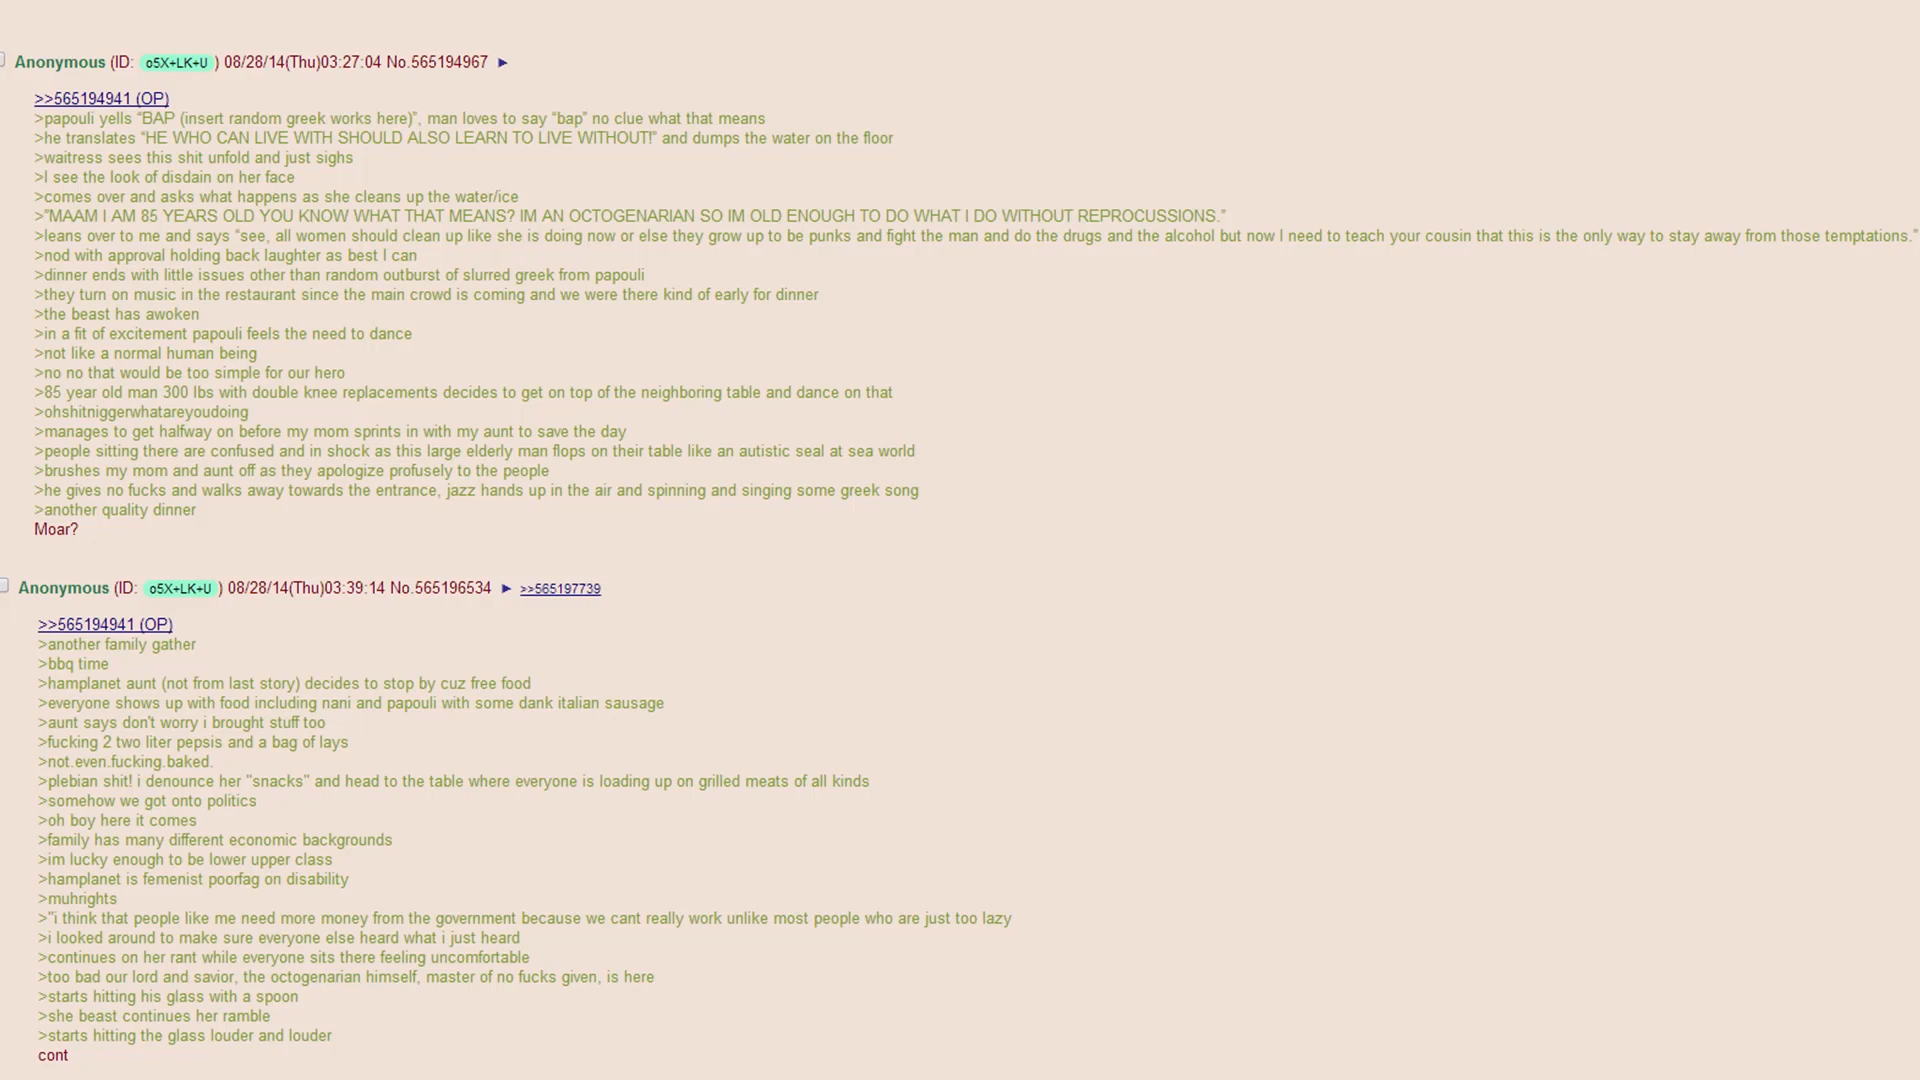 Anonymous (ID: o5X+LK+U) 08/28/14(Thu)03:27:04 No.565194967 ►
>>565194941 (OP)
>papouli yells “BAP (insert random greek works here)”, man loves to say “bap” no clue what that means
>he translates “HE WHO CAN LIVE WITH SHOULD ALSO LEARN TO LIVE WITHOUT!” and dumps the water on the floor
>waitress sees this shit unfold and just sighs
>I see the look of disdain on her face
>comes over and asks what happens as she cleans up the water/ice
>”MAAM I AM 85 YEARS OLD YOU KNOW WHAT THAT MEANS? IM AN OCTOGENARIAN SO IM OLD ENOUGH TO DO WHAT I DO WITHOUT REPROCUSSIONS.”
>leans over to me and says “see, all women should clean up like she is doing now or else they grow up to be punks and fight the man and do the drugs and the alcohol but now I need to teach your cousin that this is the only way to stay away from those temptations.”
>nod with approval holding back laughter as best I can
>dinner ends with little issues other than random outburst of slurred greek from papouli
>they turn on music in the restaurant since the main crowd is coming and we were there kind of early for dinner
>the beast has awoken
>in a fit of excitement papouli feels the need to dance
>not like a normal human being
>no no that would be too simple for our hero
>85 year old man 300 lbs with double knee replacements decides to get on top of the neighboring table and dance on that
>ohshitniggerwhatareyoudoing
>manages to get halfway on before my mom sprints in with my aunt to save the day
>people sitting there are confused and in shock as this large elderly man flops on their table like an autistic seal at sea world
>brushes my mom and aunt off as they apologize profusely to the people
>he gives no fucks and walks away towards the entrance, jazz hands up in the air and spinning and singing some greek song
>another quality dinner
Moar?
Anonymous (ID: o5X+LK+U) 08/28/14(Thu)03:39:14 No.565196534 ► >>565197739
>>565194941 (OP)
>another family gather
>bbq time
>hamplanet aunt (not from last story) decides to stop by cuz free food
>everyone shows up with food including nani and papouli with some dank italian sausage
>aunt says don't worry i brought stuff too
>fucking 2 two liter pepsis and a bag of lays
>not.even.fucking.baked.
>plebian shit! i denounce her "snacks" and head to the table where everyone is loading up on grilled meats of all kinds
>somehow we got onto politics
>oh boy here it comes
>family has many different economic backgrounds
>im lucky enough to be lower upper class
>hamplanet is femenist poorfag on disability
>muhrights
>"i think that people like me need more money from the government because we cant really work unlike most people who are just too lazy
>i looked around to make sure everyone else heard what i just heard
>continues on her rant while everyone sits there feeling uncomfortable
>too bad our lord and savior, the octogenarian himself, master of no fucks given, is here
>starts hitting his glass with a spoon
>she beast continues her ramble
>starts hitting the glass louder and louder
cont